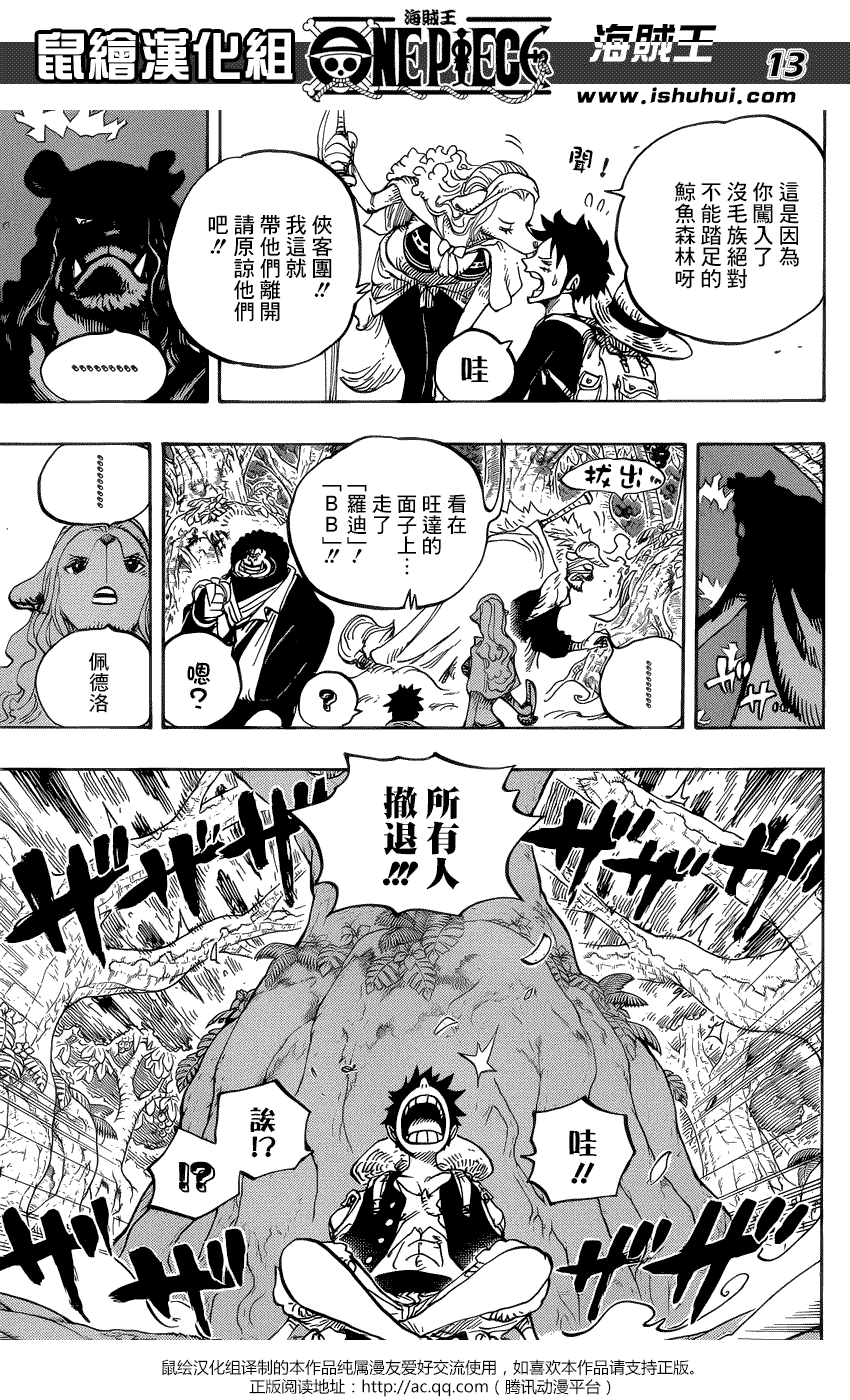 鼠繪漢化組
海賊王
ONE PIECE
海賊王
13
www.ishuhui.com
這是因為
你闖入了
沒毛族絕對
不能踏足的
鯨魚森林呀
聞!
哇
俠客團!!
我這就
帶他們離開
請原諒他們
吧!!
…………
ザザ
拔出
…………
看在
旺達的
面子上…
走了
「羅迪」!
「BB」!!
?
嗯?
…………
佩德洛
所有人
撤退!!!
ザザザ
ザザザ
哇!!
誒!?
!?
ザザザ
ザザザ
鼠绘汉化组译制的本作品纯属漫友爱好交流使用，如喜欢本作品请支持正版。
正版阅读地址：http://ac.qq.com（腾讯动漫平台）